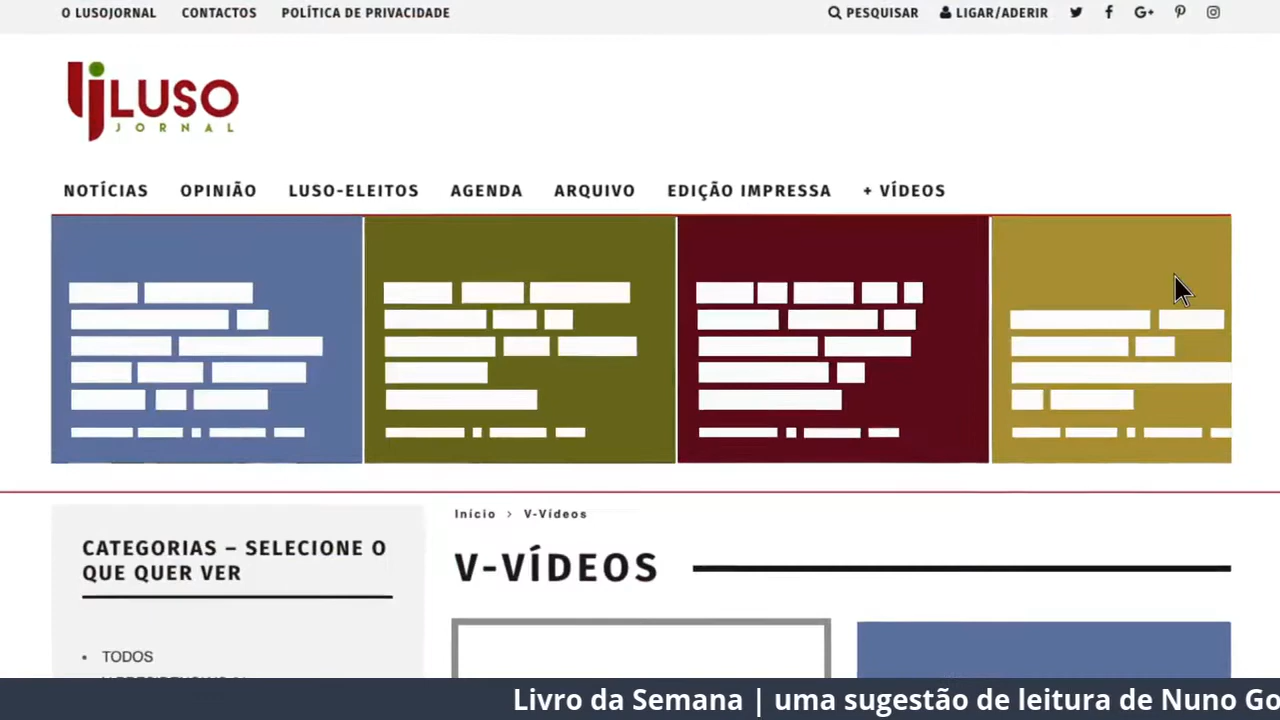 O LUSOJORNAL CONTACTOS POLÍTICA DE PRIVACIDADE PESQUISAR LIGAR/ADERIR
LUSO
JORNAL
NOTÍCIAS OPINIÃO LUSO-ELEITOS AGENDA ARQUIVO EDIÇÃO IMPRESSA + VÍDEOS
Início > V-Vídeos
CATEGORIAS – SELECIONE O
QUE QUER VER
V-VÍDEOS
TODOS
Livro da Semana | uma sugestão de leitura de Nuno Go